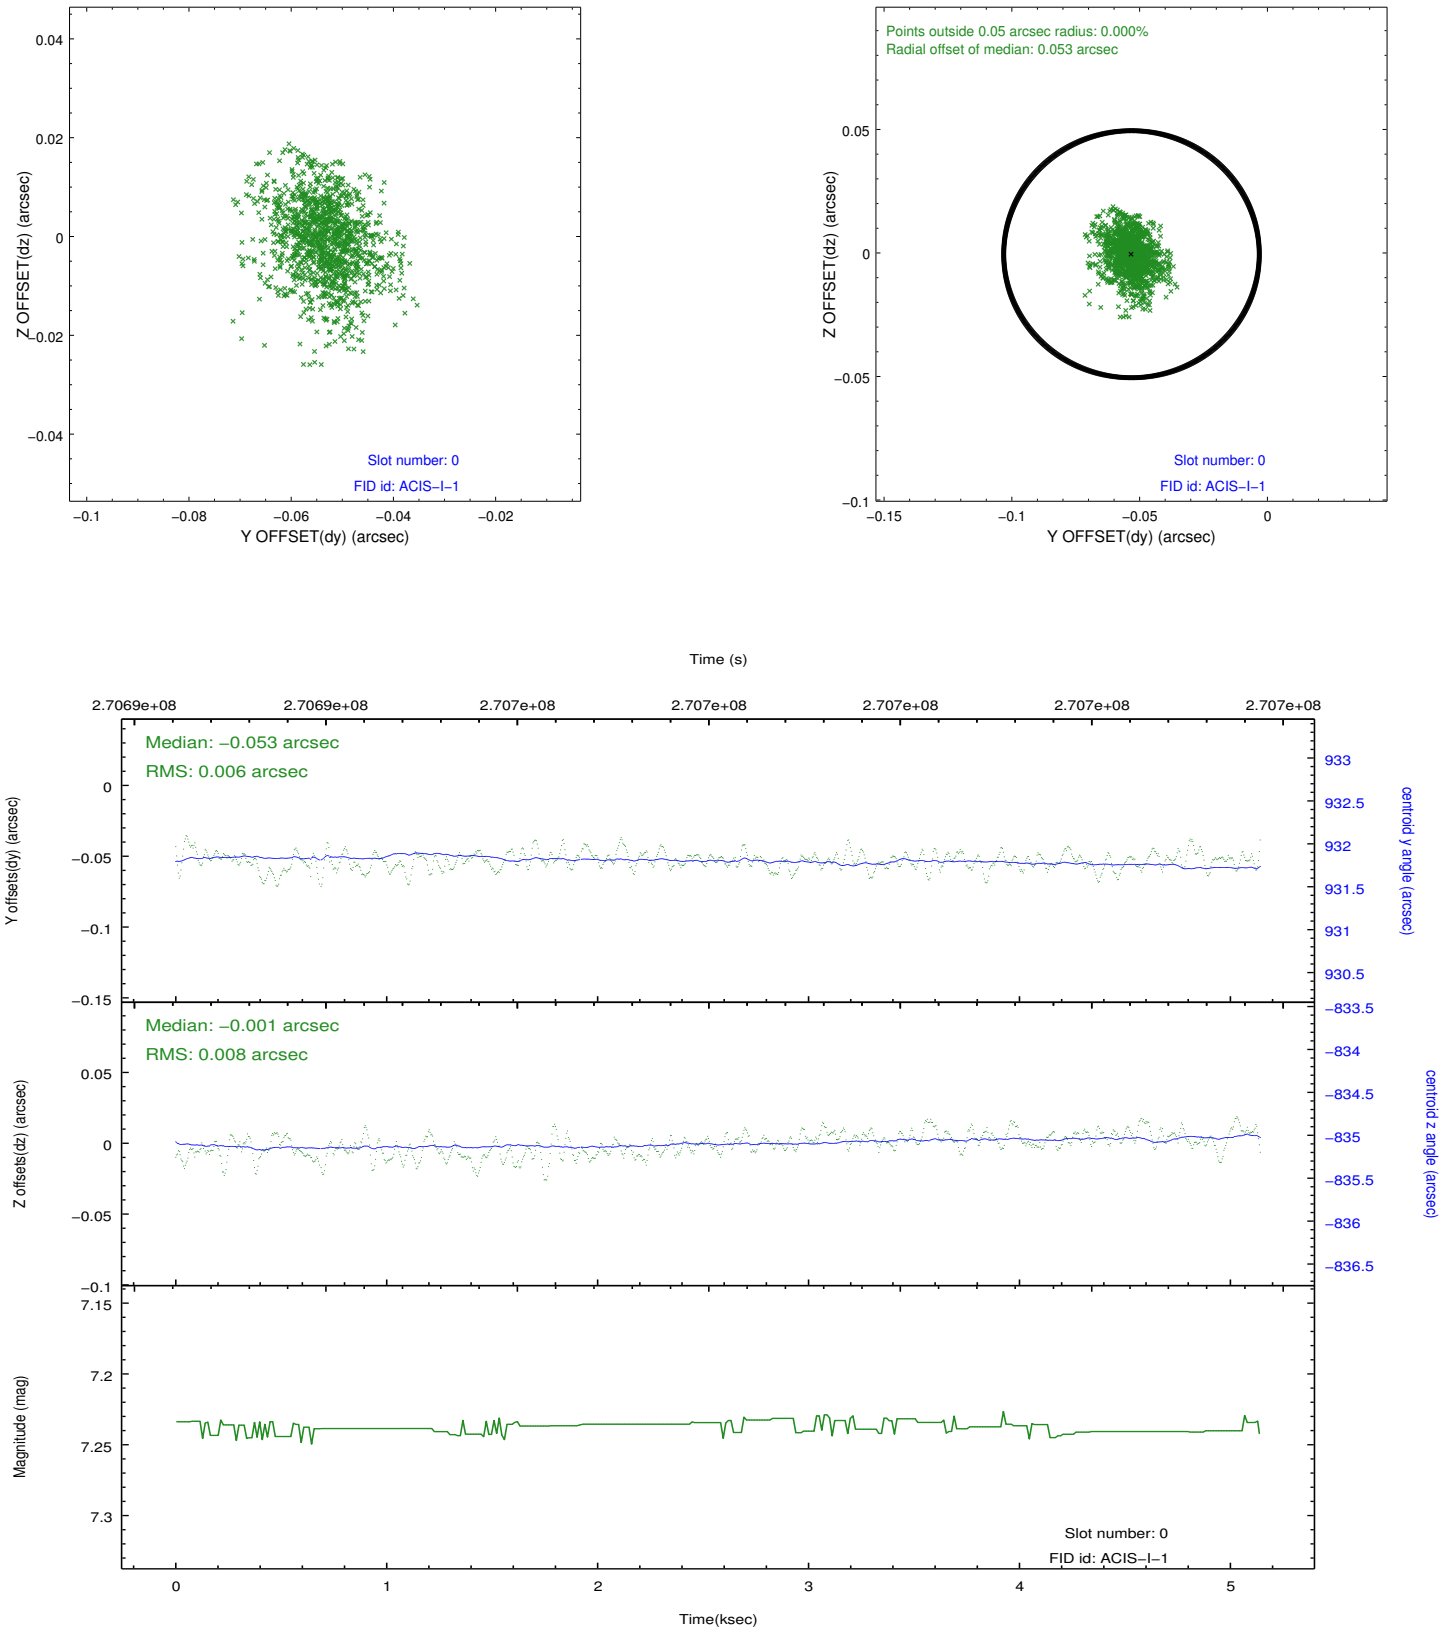 0.04
0.02
0
−0.02
−0.04
Z OFFSET(dz) (arcsec)
Slot number: 0
FID id: ACIS−I−1
−0.1
−0.08
−0.06
−0.04
−0.02
Y OFFSET(dy) (arcsec)
Points outside 0.05 arcsec radius: 0.000%
Radial offset of median: 0.053 arcsec
0.05
0
−0.05
−0.1
Z OFFSET(dz) (arcsec)
Slot number: 0
FID id: ACIS−I−1
−0.15
−0.1
−0.05
0
Y OFFSET(dy) (arcsec)
Time (s)
2.7069e+08
2.7069e+08
2.707e+08
2.707e+08
2.707e+08
2.707e+08
2.707e+08
Median: −0.053 arcsec
RMS: 0.006 arcsec
0
−0.05
−0.1
−0.15
Y offsets(dy) (arcsec)
933
932.5
932
931.5
931
930.5
centroid y angle (arcsec)
Median: −0.001 arcsec
RMS: 0.008 arcsec
0.05
0
−0.05
−0.1
Z offsets(dz) (arcsec)
−833.5
−834
−834.5
−835
−835.5
−836
−836.5
centroid z angle (arcsec)
7.15
7.2
7.25
7.3
Magnitude (mag)
Slot number: 0
FID id: ACIS−I−1
0
1
2
3
4
5
Time(ksec)